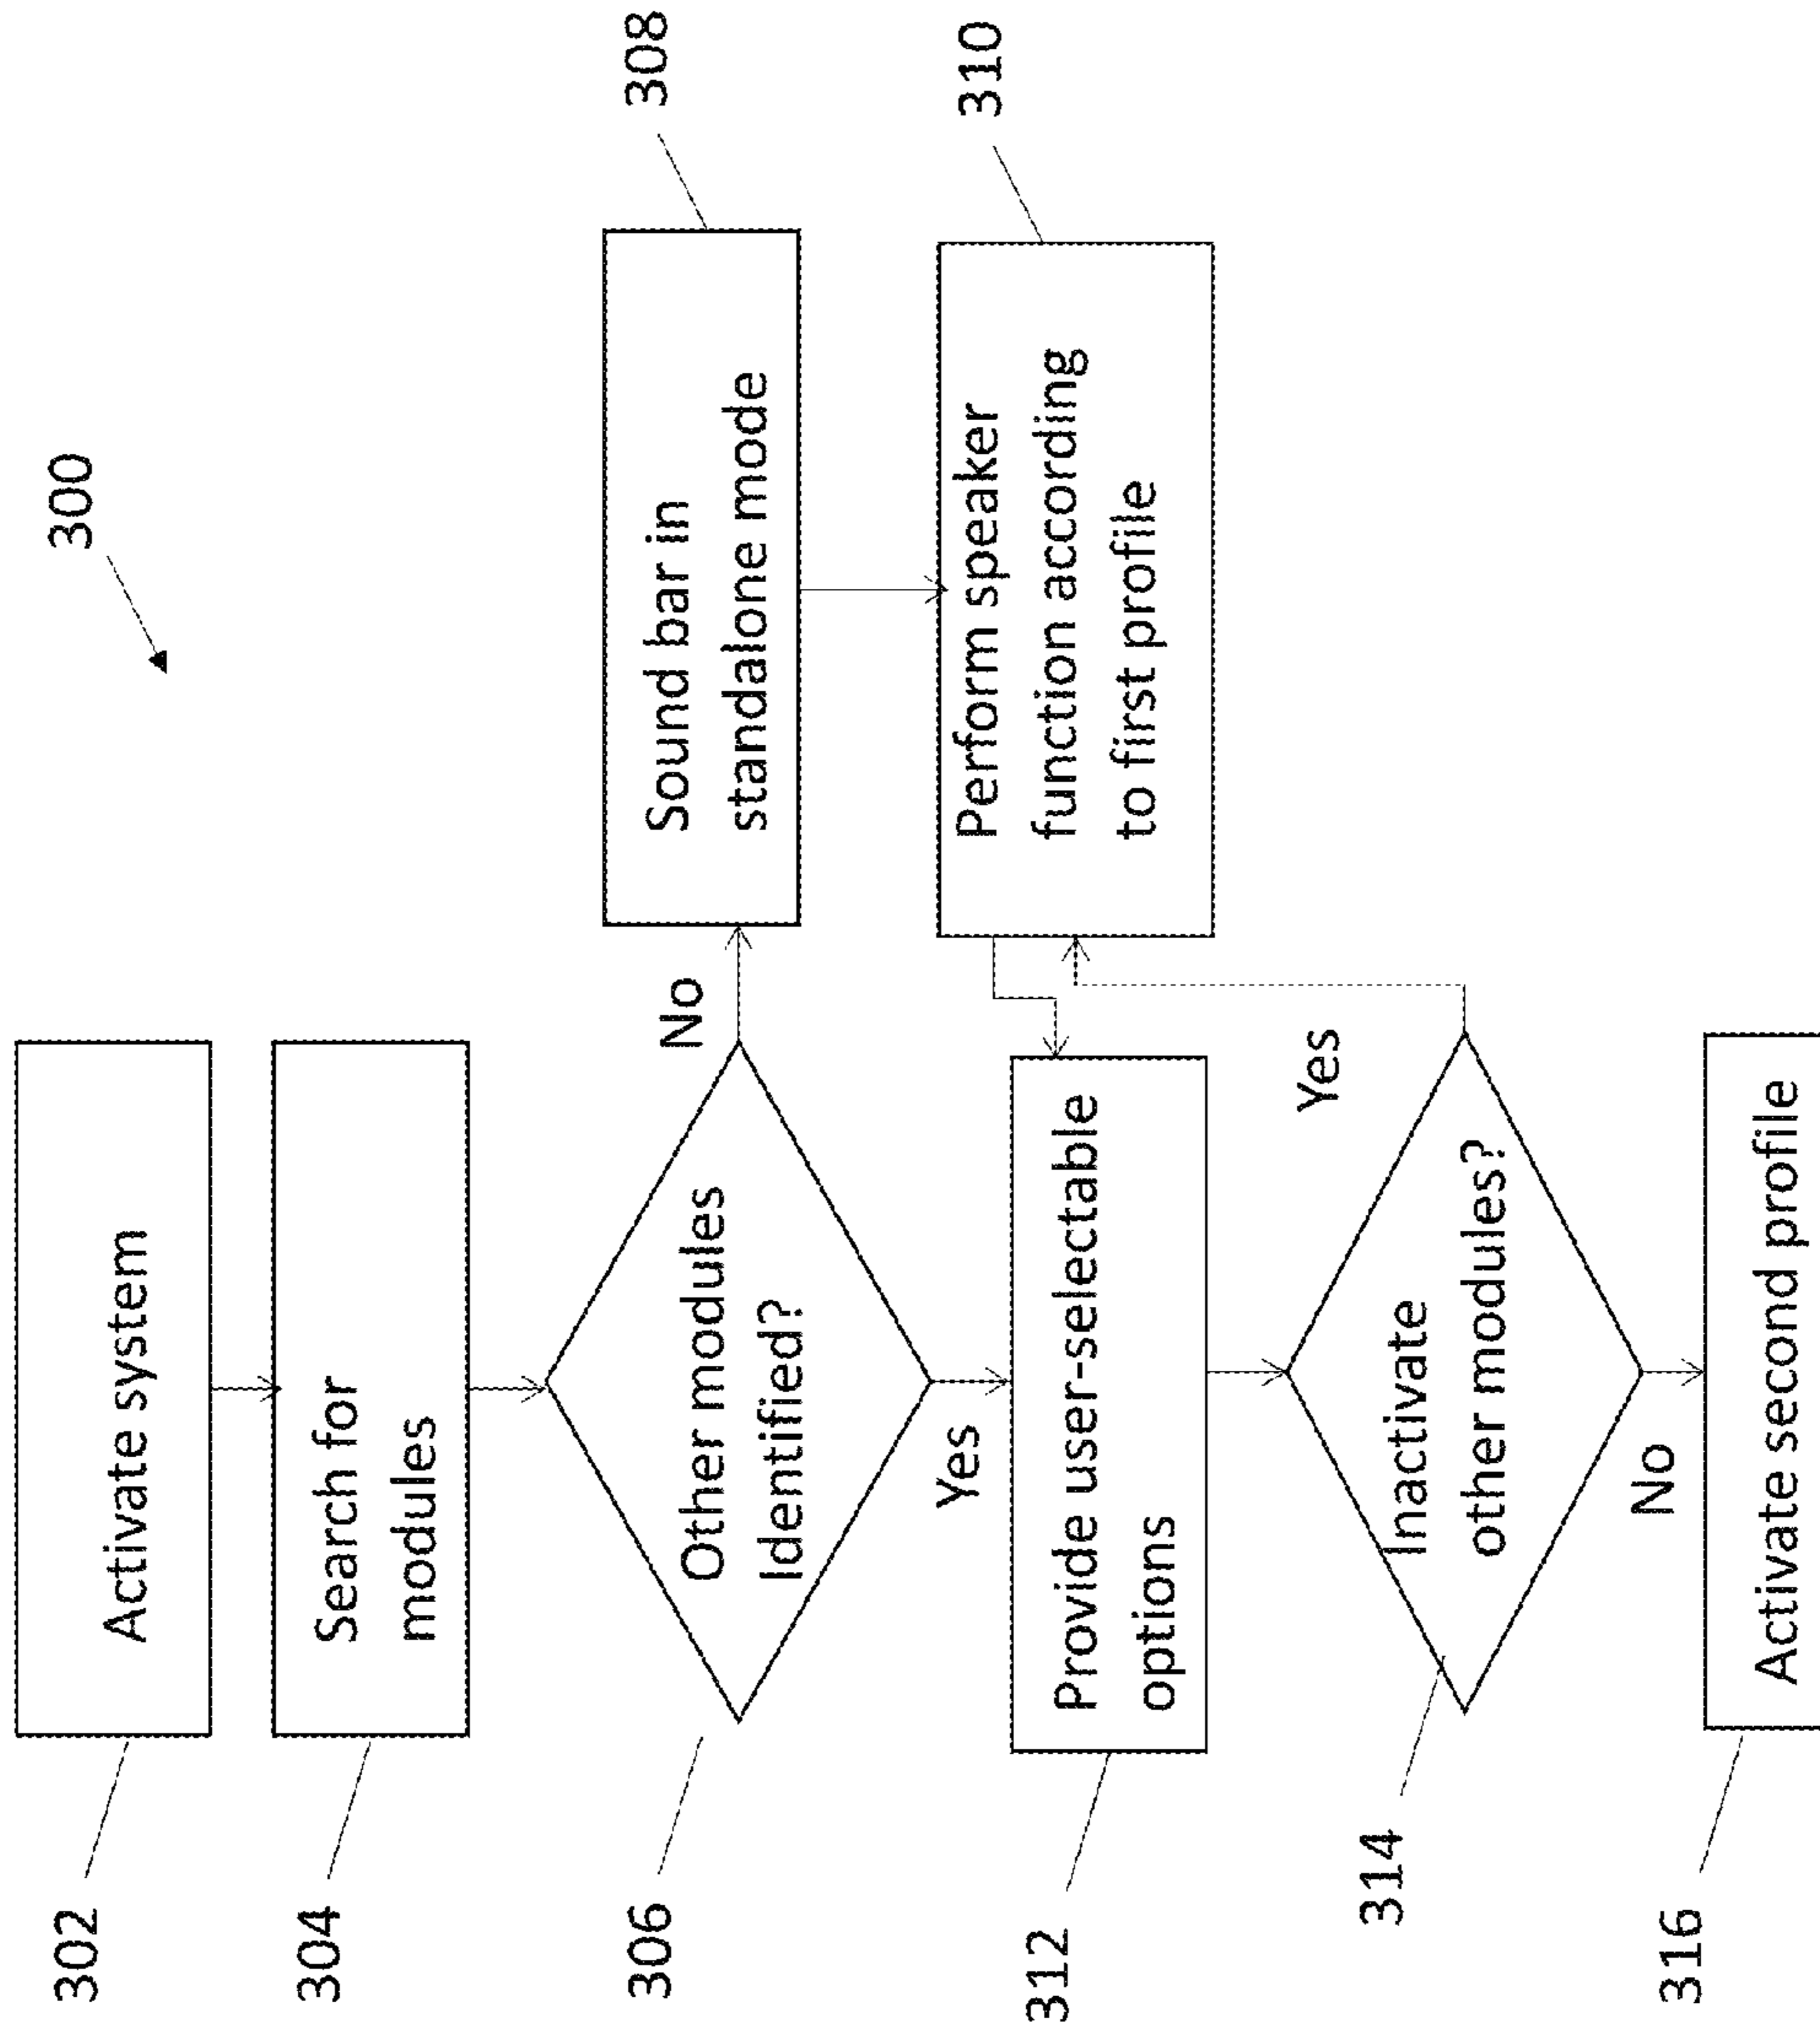 300
302
Activate system
304
Search for
modules
306
Other modules
Identified?
No
308
Sound bar in
standalone mode
310
Perform speaker
function according
to first profile
Yes
312
Provide user-selectable
options
314
Inactivate
other modules?
Yes
No
316
Activate second profile